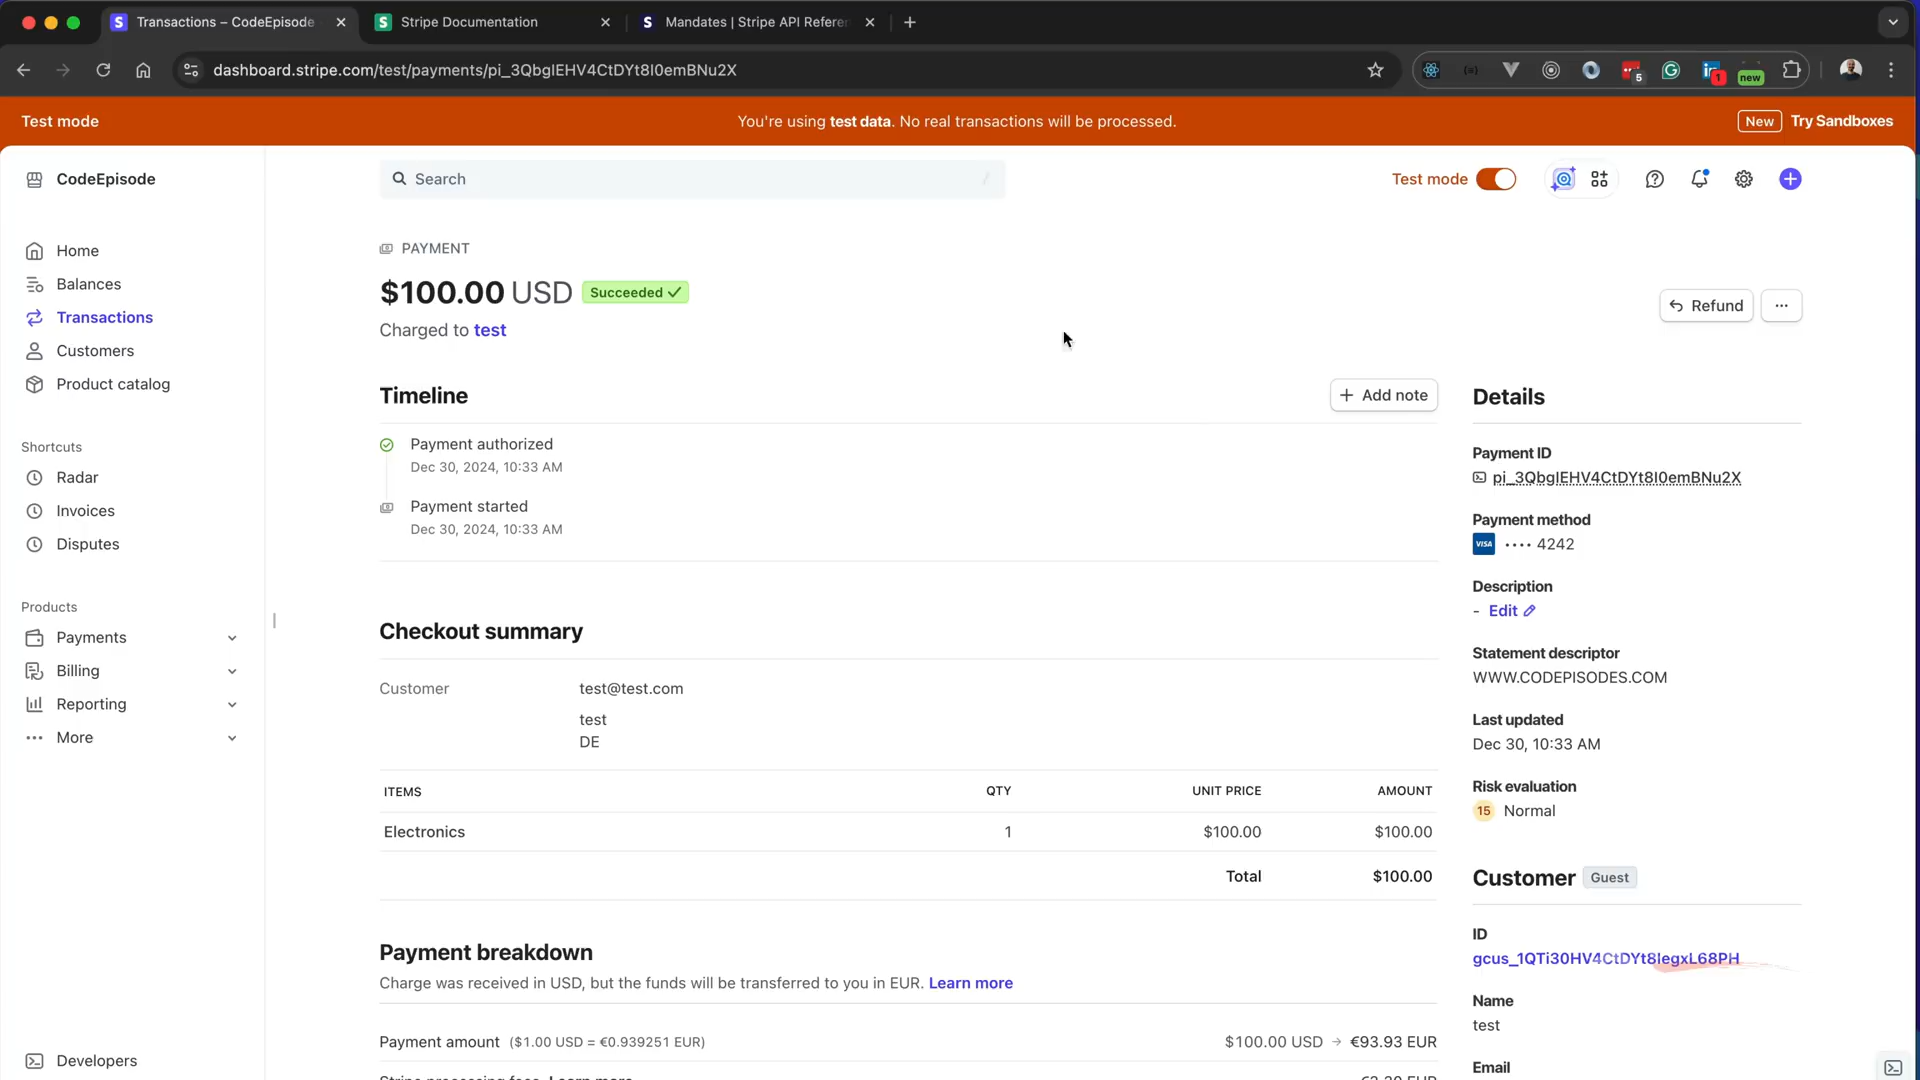 Transactions – CodeEpisode
Stripe Documentation
Mandates | Stripe API Refere
dashboard.stripe.com/test/payments/pi_3QbgIEHV4CtDYt8I0emBNu2X
5
1
new
Test mode
You're using test data. No real transactions will be processed.
New
Try Sandboxes
CodeEpisode
Search
/
Test mode
Home
Balances
Transactions
Customers
Product catalog
Shortcuts
Radar
Invoices
Disputes
Products
Payments
Billing
Reporting
More
Developers
PAYMENT
$100.00 USD Succeeded
Charged to test
Refund
Timeline
Add note
Payment authorized
Dec 30, 2024, 10:33 AM
Payment started
Dec 30, 2024, 10:33 AM
Checkout summary
Customer test@test.com
test
DE
ITEMS QTY UNIT PRICE AMOUNT
Electronics 1 $100.00 $100.00
Total $100.00
Payment breakdown
Charge was received in USD, but the funds will be transferred to you in EUR. Learn more
Payment amount ($1.00 USD = €0.939251 EUR) $100.00 USD → €93.93 EUR
Details
Payment ID
pi_3QbgIEHV4CtDYt8I0emBNu2X
Payment method
VISA •••• 4242
Description
- Edit
Statement descriptor
WWW.CODEPISODES.COM
Last updated
Dec 30, 10:33 AM
Risk evaluation
15 Normal
Customer Guest
ID
gcus_1QTi30HV4CtDYt8IegxL68PH
Name
test
Email